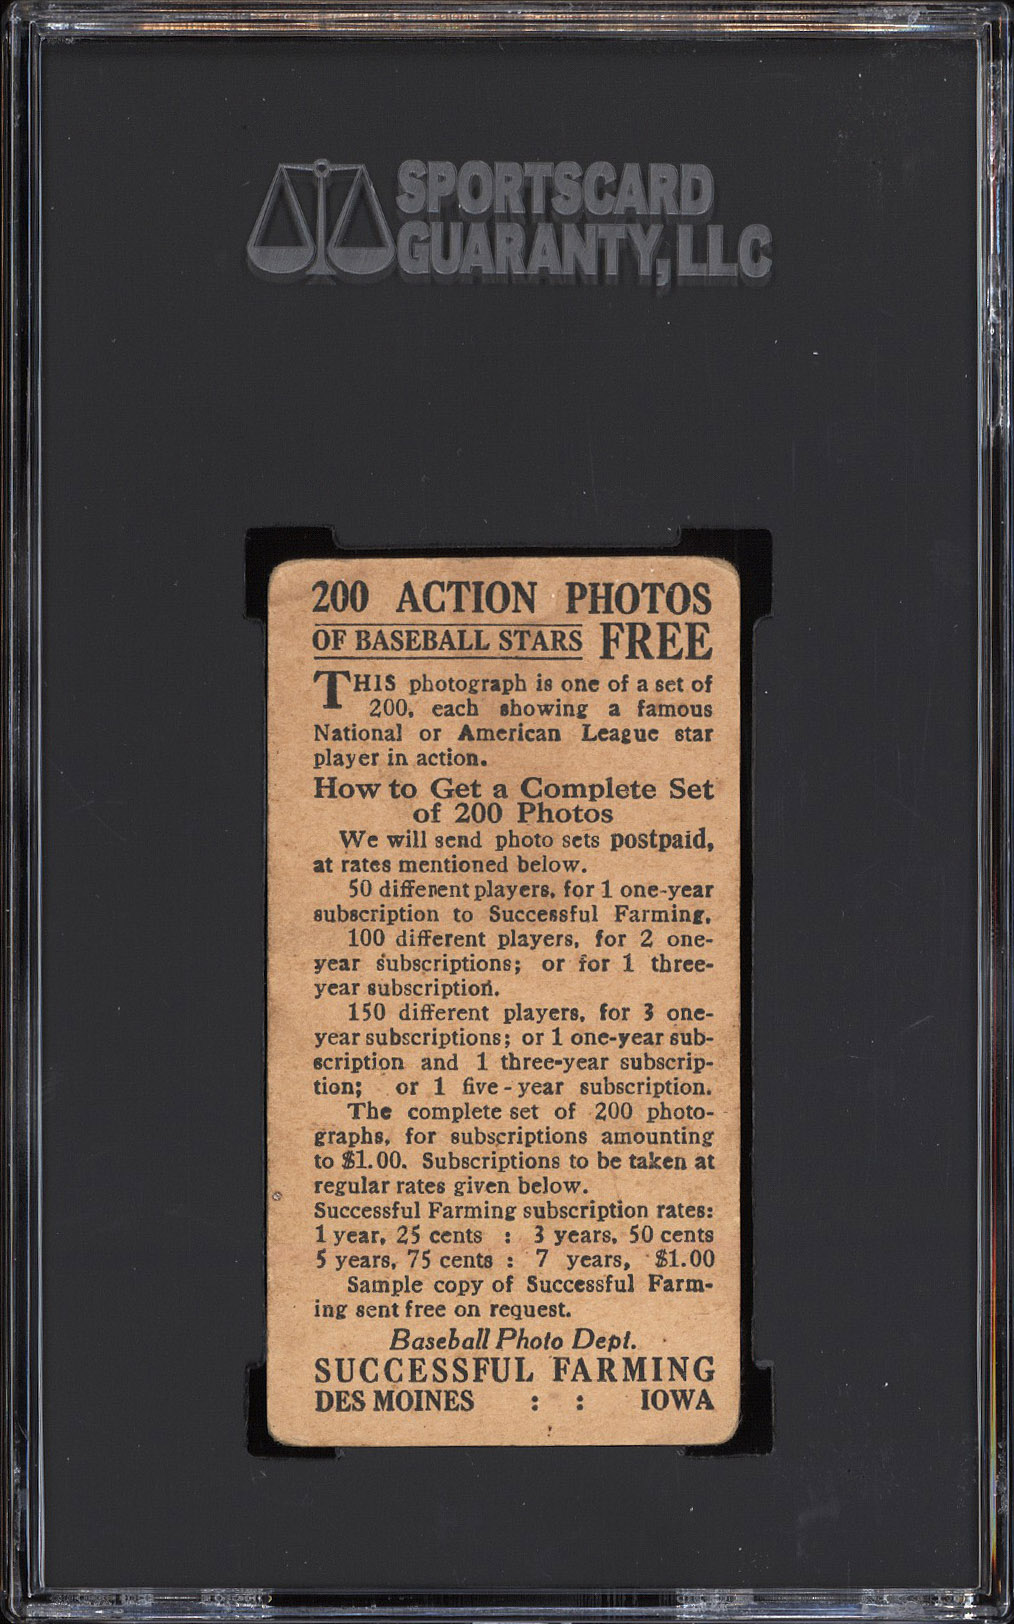 SPORTSCARD
GUARANTY, LLC
200 ACTION PHOTOS
OF BASEBALL STARS FREE
THIS photograph is one of a set of
200, each showing a famous
National or American League star
player in action.
How to Get a Complete Set
of 200 Photos
We will send photo sets postpaid,
at rates mentioned below.
50 different players, for 1 one-year
subscription to Successful Farming.
100 different players, for 2 one-
year subscriptions; or for 1 three-
year subscription.
150 different players, for 3 one-
year subscriptions; or 1 one-year sub-
scription and 1 three-year subscrip-
tion; or 1 five-year subscription.
The complete set of 200 photo-
graphs, for subscriptions amounting
to $1.00. Subscriptions to be taken at
regular rates given below.
Successful Farming subscription rates:
1 year, 25 cents : 3 years, 50 cents
5 years, 75 cents : 7 years, $1.00
Sample copy of Successful Farm-
ing sent free on request.
Baseball Photo Dept.
SUCCESSFUL FARMING
DES MOINES : : IOWA